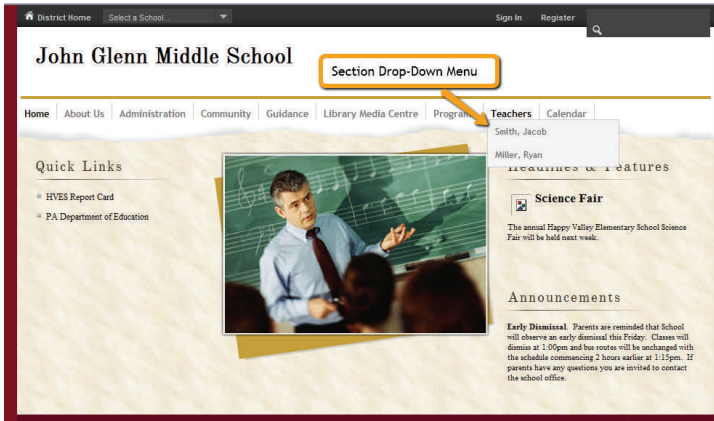 District Home Select a School... Sign In Register
John Glenn Middle School
Section Drop-Down Menu
Home About Us Administration Community Guidance Library Media Centre Program Teachers Calendar
Smith, Jacob
Miller, Ryan
Quick Links
HVES Report Card
PA Department of Education
Headlines & Features
Science Fair
The annual Happy Valley Elementary School Science
Fair will be held next week.
Announcements
Early Dismissal. Parents are reminded that School
will observe an early dismissal this Friday. Classes will
dismiss at 1:00pm and bus routes will be unchanged with
the schedule commencing 2 hours earlier at 1:15pm. If
parents have any questions you are invited to contact
the school office.